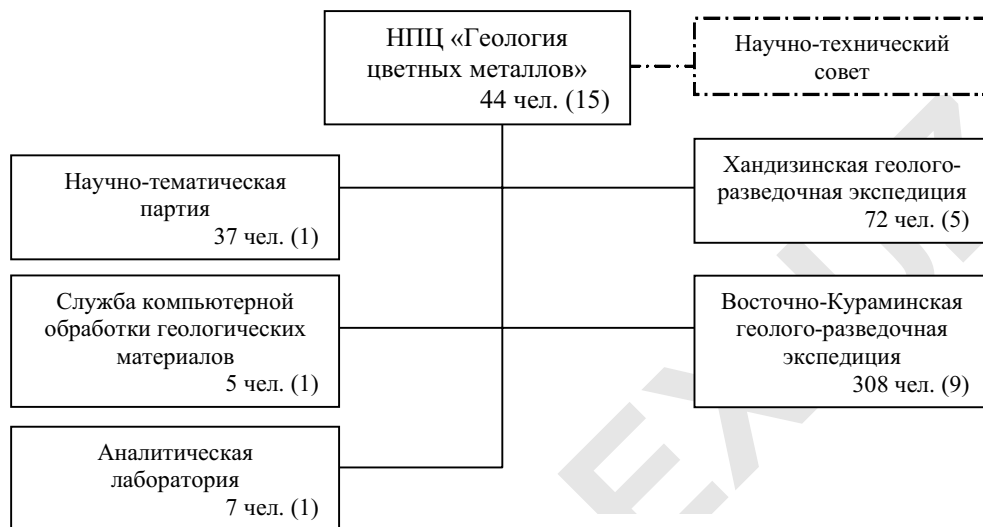 НПЦ «Геология
цветных металлов»
44 чел. (15)
Научно-технический
совет
Научно-тематическая
партия
37 чел. (1)
Хандизинская геолого-
разведочная экспедиция
72 чел. (5)
Служба компьютерной
обработки геологических
материалов
5 чел. (1)
Восточно-Кураминская
геолого-разведочная
экспедиция
308 чел. (9)
Аналитическая
лаборатория
7 чел. (1)